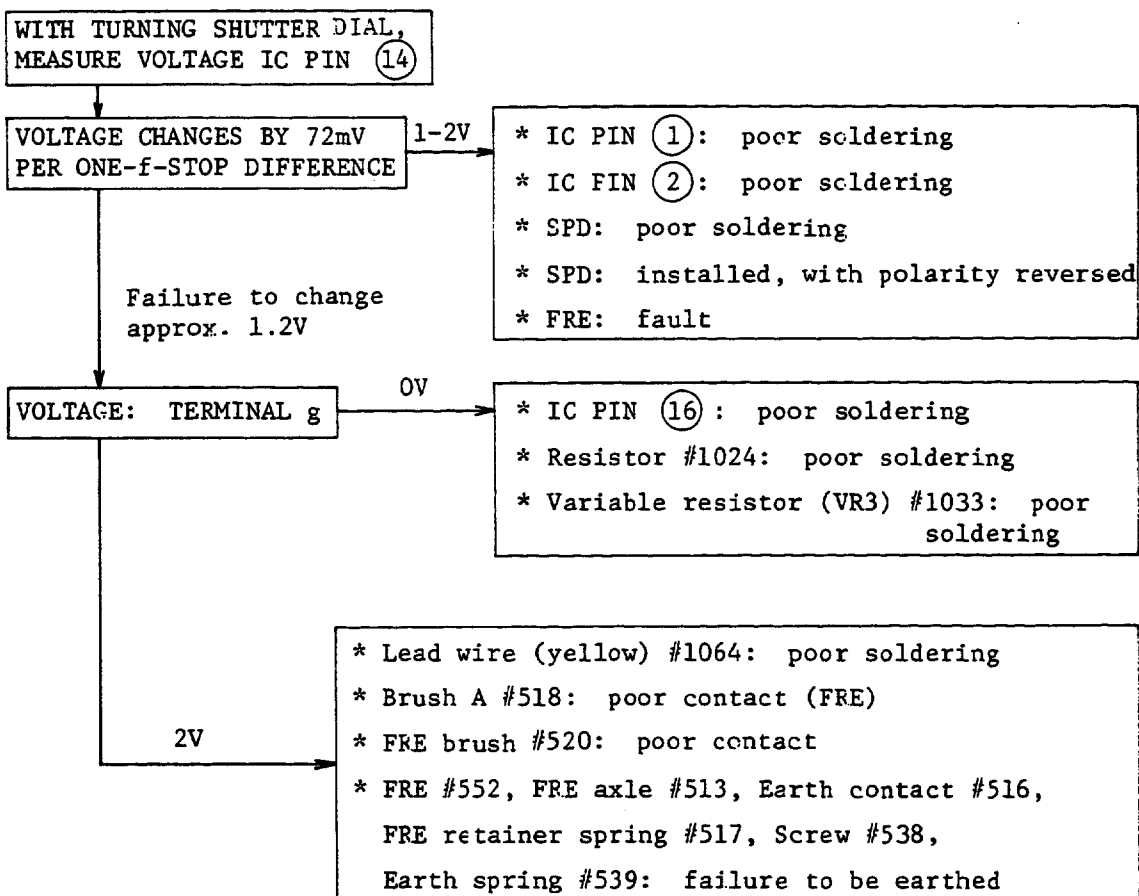 WITH TURNING SHUTTER DIAL,
MEASURE VOLTAGE IC PIN 14
VOLTAGE CHANGES BY 72mV
PER ONE-f-STOP DIFFERENCE
1-2V
* IC PIN 1: poor soldering
* IC FIN 2: poor soldering
* SPD: poor soldering
* SPD: installed, with polarity reversed
* FRE: fault
Failure to change
approx. 1.2V
VOLTAGE: TERMINAL g
0V
* IC PIN 16: poor soldering
* Resistor #1024: poor soldering
* Variable resistor (VR3) #1033: poor
soldering
2V
* Lead wire (yellow) #1064: poor soldering
* Brush A #518: poor contact (FRE)
* FRE brush #520: poor contact
* FRE #552, FRE axle #513, Earth contact #516,
FRE retainer spring #517, Screw #538,
Earth spring #539: failure to be earthed